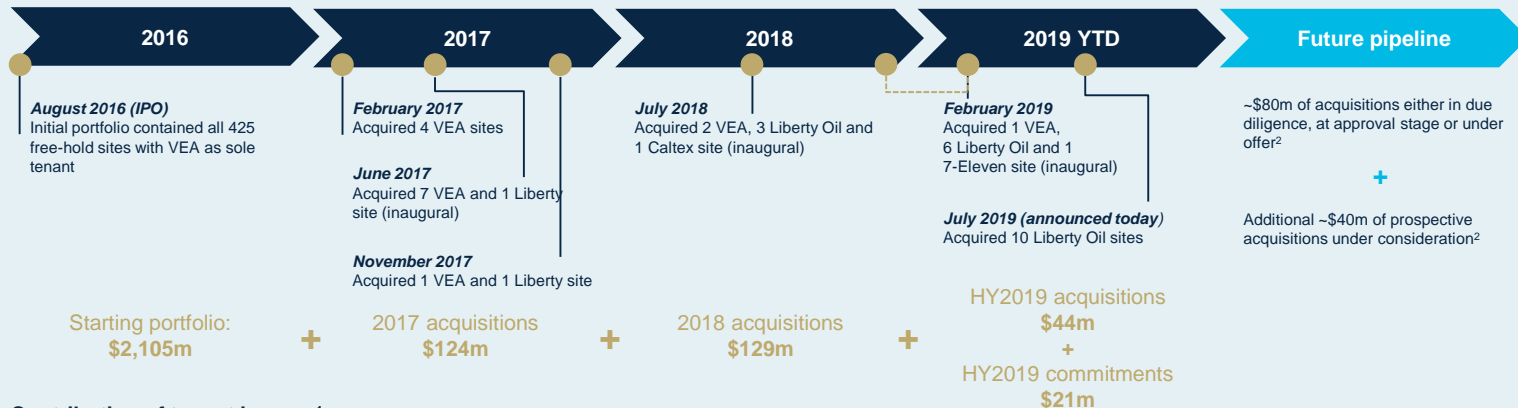 2016
2017
2018
2019 YTD
Future pipeline
August 2016 (IPO)
Initial portfolio contained all 425
free-hold sites with VEA as sole
tenant
February 2017
Acquired 4 VEA sites
June 2017
Acquired 7 VEA and 1 Liberty
site (inaugural)
November 2017
Acquired 1 VEA and 1 Liberty site
July 2018
Acquired 2 VEA, 3 Liberty Oil and
1 Caltex site (inaugural)
February 2019
Acquired 1 VEA,
6 Liberty Oil and 1
7-Eleven site (inaugural)
July 2019 (announced today)
Acquired 10 Liberty Oil sites
~$80m of acquisitions either in due
diligence, at approval stage or under
offer²
+
Additional ~$40m of prospective
acquisitions under consideration²
Starting portfolio:
$2,105m
+
2017 acquisitions
$124m
+
2018 acquisitions
$129m
+
HY2019 acquisitions
$44m
+
HY2019 commitments
$21m